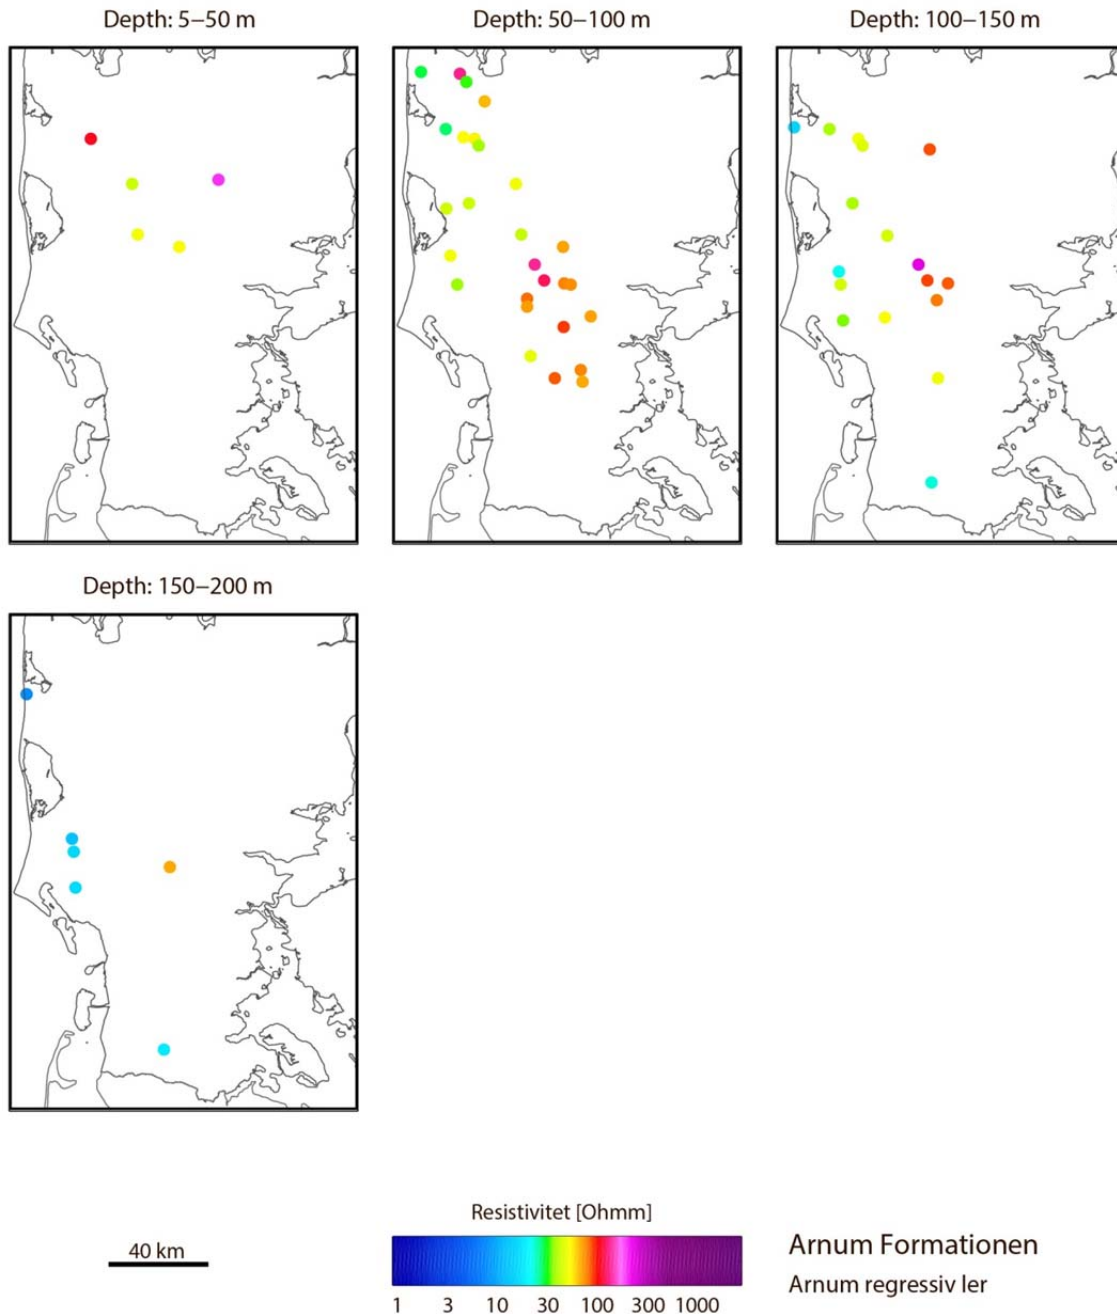 Depth: 5–50 m
Depth: 50–100 m
Depth: 100–150 m
Depth: 150–200 m
40 km
Resistivitet [Ohmm]
1 3 10 30 100 300 1000
Arnum Formationen
Arnum regressiv ler